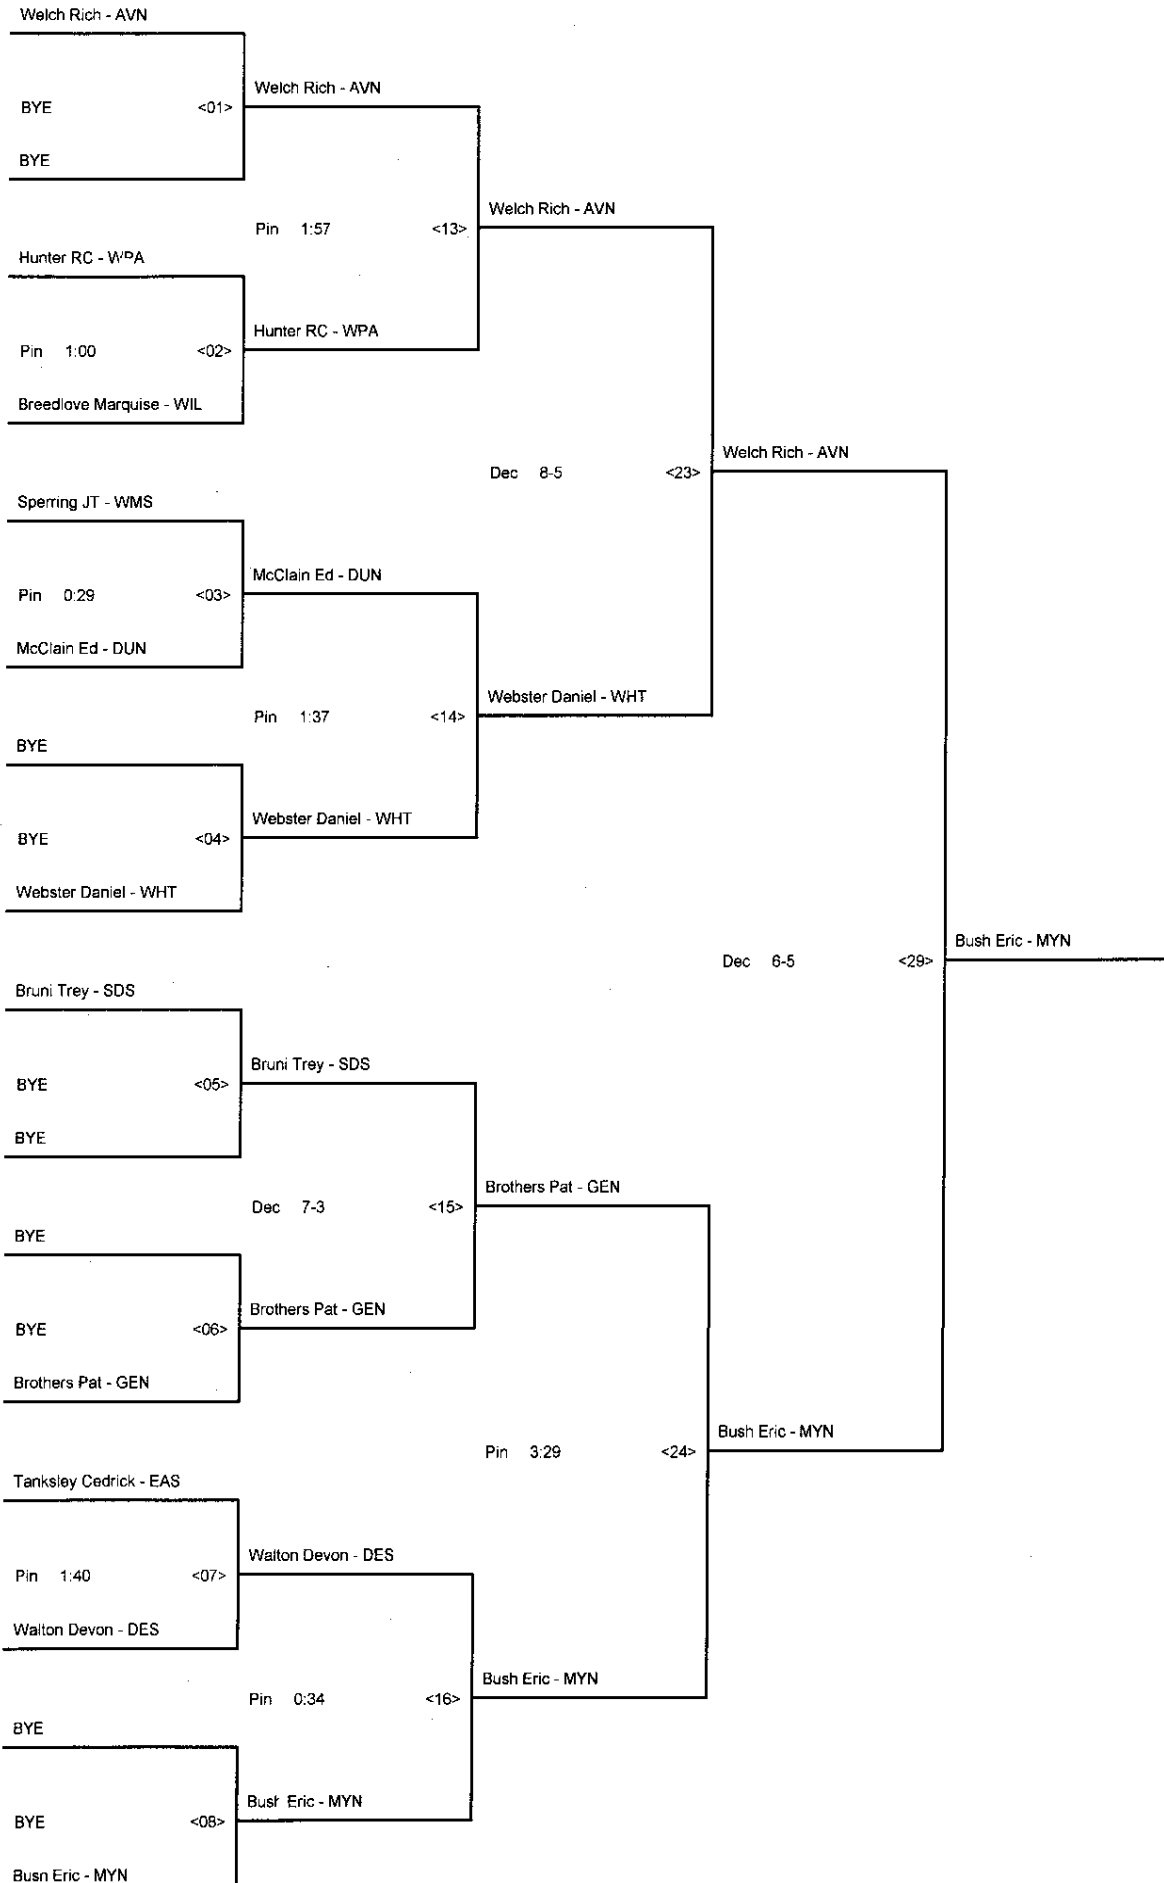 Welch Rich - AVN
Welch Rich - AVN
BYE <01>
BYE
Welch Rich - AVN
Pin 1:57 <13>
Hunter RC - WPA
Hunter RC - WPA
Pin 1:00 <02>
Breedlove Marquise - WIL
Welch Rich - AVN
Dec 8-5 <23>
Sperring JT - WMS
McClain Ed - DUN
Pin 0:29 <03>
McClain Ed - DUN
Webster Daniel - WHT
Pin 1:37 <14>
BYE
Webster Daniel - WHT
BYE <04>
Webster Daniel - WHT
Bush Eric - MYN
Dec 6-5 <29>
Bruni Trey - SDS
Bruni Trey - SDS
BYE <05>
BYE
Brothers Pat - GEN
Dec 7-3 <15>
BYE
Brothers Pat - GEN
BYE <06>
Brothers Pat - GEN
Bush Eric - MYN
Pin 3:29 <24>
Tanksley Cedrick - EAS
Walton Devon - DES
Pin 1:40 <07>
Walton Devon - DES
Bush Eric - MYN
Pin 0:34 <16>
BYE
Bush Eric - MYN
BYE <08>
Bush Eric - MYN